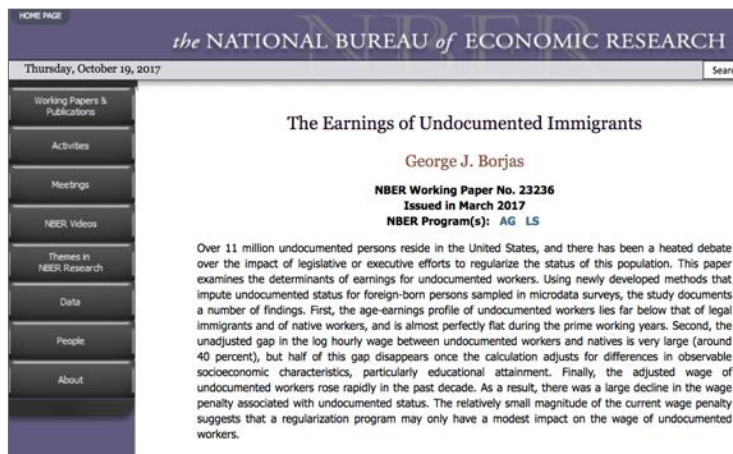 HOME PAGE
the NATIONAL BUREAU of ECONOMIC RESEARCH
Thursday, October 19, 2017
Sear
Working Papers &
Publications
Activities
Meetings
NBER Videos
Themes in
NBER Research
Data
People
About
The Earnings of Undocumented Immigrants
George J. Borjas
NBER Working Paper No. 23236
Issued in March 2017
NBER Program(s): AG LS
Over 11 million undocumented persons reside in the United States, and there has been a heated debate
over the impact of legislative or executive efforts to regularize the status of this population. This paper
examines the determinants of earnings for undocumented workers. Using newly developed methods that
impute undocumented status for foreign-born persons sampled in microdata surveys, the study documents
a number of findings. First, the age-earnings profile of undocumented workers lies far below that of legal
immigrants and of native workers, and is almost perfectly flat during the prime working years. Second, the
unadjusted gap in the log hourly wage between undocumented workers and natives is very large (around
40 percent), but half of this gap disappears once the calculation adjusts for differences in observable
socioeconomic characteristics, particularly educational attainment. Finally, the adjusted wage of
undocumented workers rose rapidly in the past decade. As a result, there was a large decline in the wage
penalty associated with undocumented status. The relatively small magnitude of the current wage penalty
suggests that a regularization program may only have a modest impact on the wage of undocumented
workers.